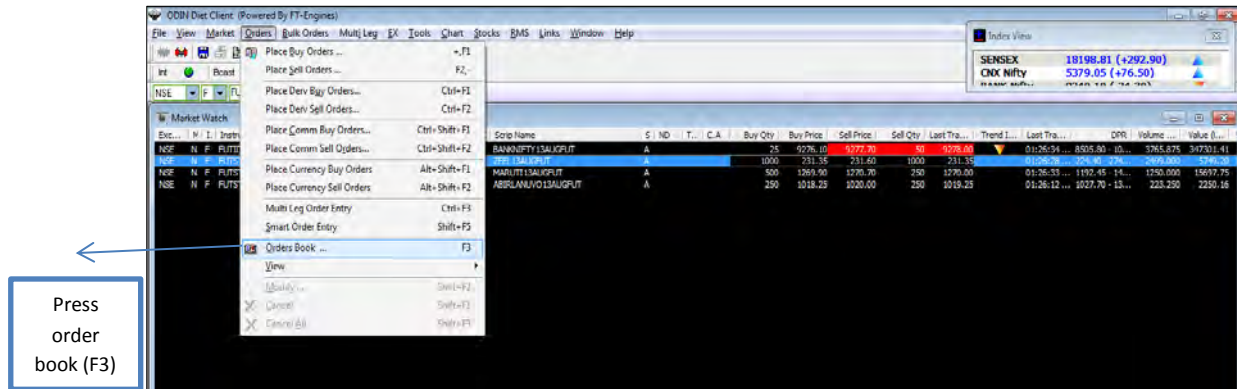 ODIN Diet Client (Powered By FT-Engines)
File View Market Orders Bulk Orders Multi Leg EX Tools Chart Stocks BMS Links Window Help
Index View
SENSEX 18198.81 (+292.90)
CNX Nifty 5379.05 (+76.50)
Int Bcast
NSE F
Place Buy Orders ... +,F1
Place Sell Orders ... F2,-
Place Derv Buy Orders... Ctrl+F1
Place Derv Sell Orders... Ctrl+F2
Place Comm Buy Orders... Ctrl+Shift+F1
Place Comm Sell Orders... Ctrl+Shift+F2
Place Currency Buy Orders Alt+Shift+F1
Place Currency Sell Orders Alt+Shift+F2
Multi Leg Order Entry Ctrl+F3
Smart Order Entry Shift+F5
Orders Book ... F3
View
Modify ... Shift+F2
Cancel Shift+F1
Cancel All Shift+F3
Market Watch
Exc... N I. Instr Scrip Name S ND T... C.A Buy Qty Buy Price Sell Price Sell Qty Last Tra... Trend I... Last Tra... DPR Volume ... Value (l...
NSE N F FUTI BANKNIFTY13AUGFUT A 25 9276.10 9277.70 50 9278.00 01:26:34 ... 8505.80 - 10... 3765.875 347301.41
NSE N F FUTS ZEEL13AUGFUT A 1000 231.35 231.60 1000 231.35 01:26:28 ... 5749.20
NSE N F FUTS MARUTI13AUGFUT A 500 1269.90 1270.70 250 1270.00 01:26:33 ... 1192.45 - 14... 1250.000 15697.75
NSE N F FUTS ABIRLANUVO13AUGFUT A 250 1018.25 1020.00 250 1019.25 01:26:12 ... 1027.70 - 13... 223.250 2250.16
Press
order
book (F3)